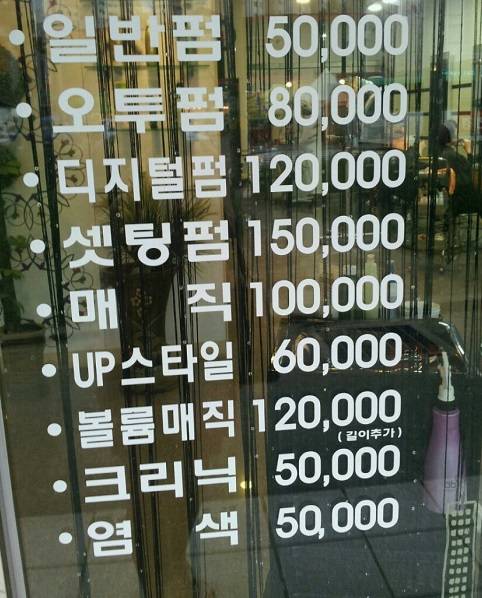 • 일반펌 50,000
• 오투펌 80,000
• 디지털펌 120,000
• 셋팅펌 150,000
• 매 직 100,000
• UP스타일 60,000
• 볼륨매직 120,000
(길이추가)
• 크리닉 50,000
• 염 색 50,000